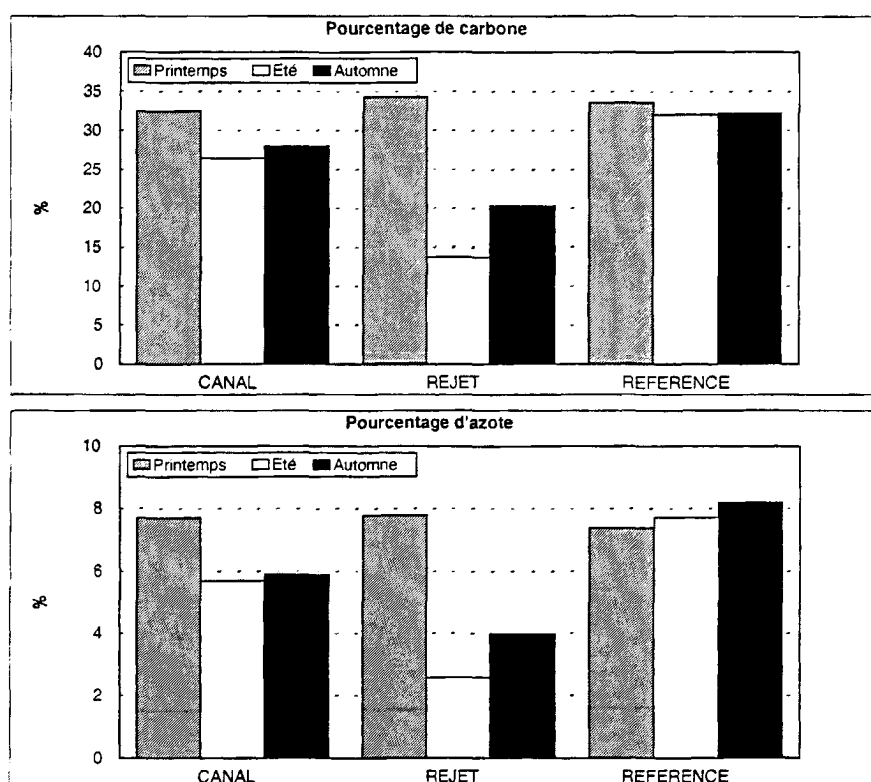 Pourcentage de carbone
40
Printemps Eté Automne
35
30
25
%
20
15
10
5
0
CANAL REJET REFERENCE
Pourcentage d'azote
10
Printemps Eté Automne
8
6
%
4
2
0
CANAL REJET REFERENCE